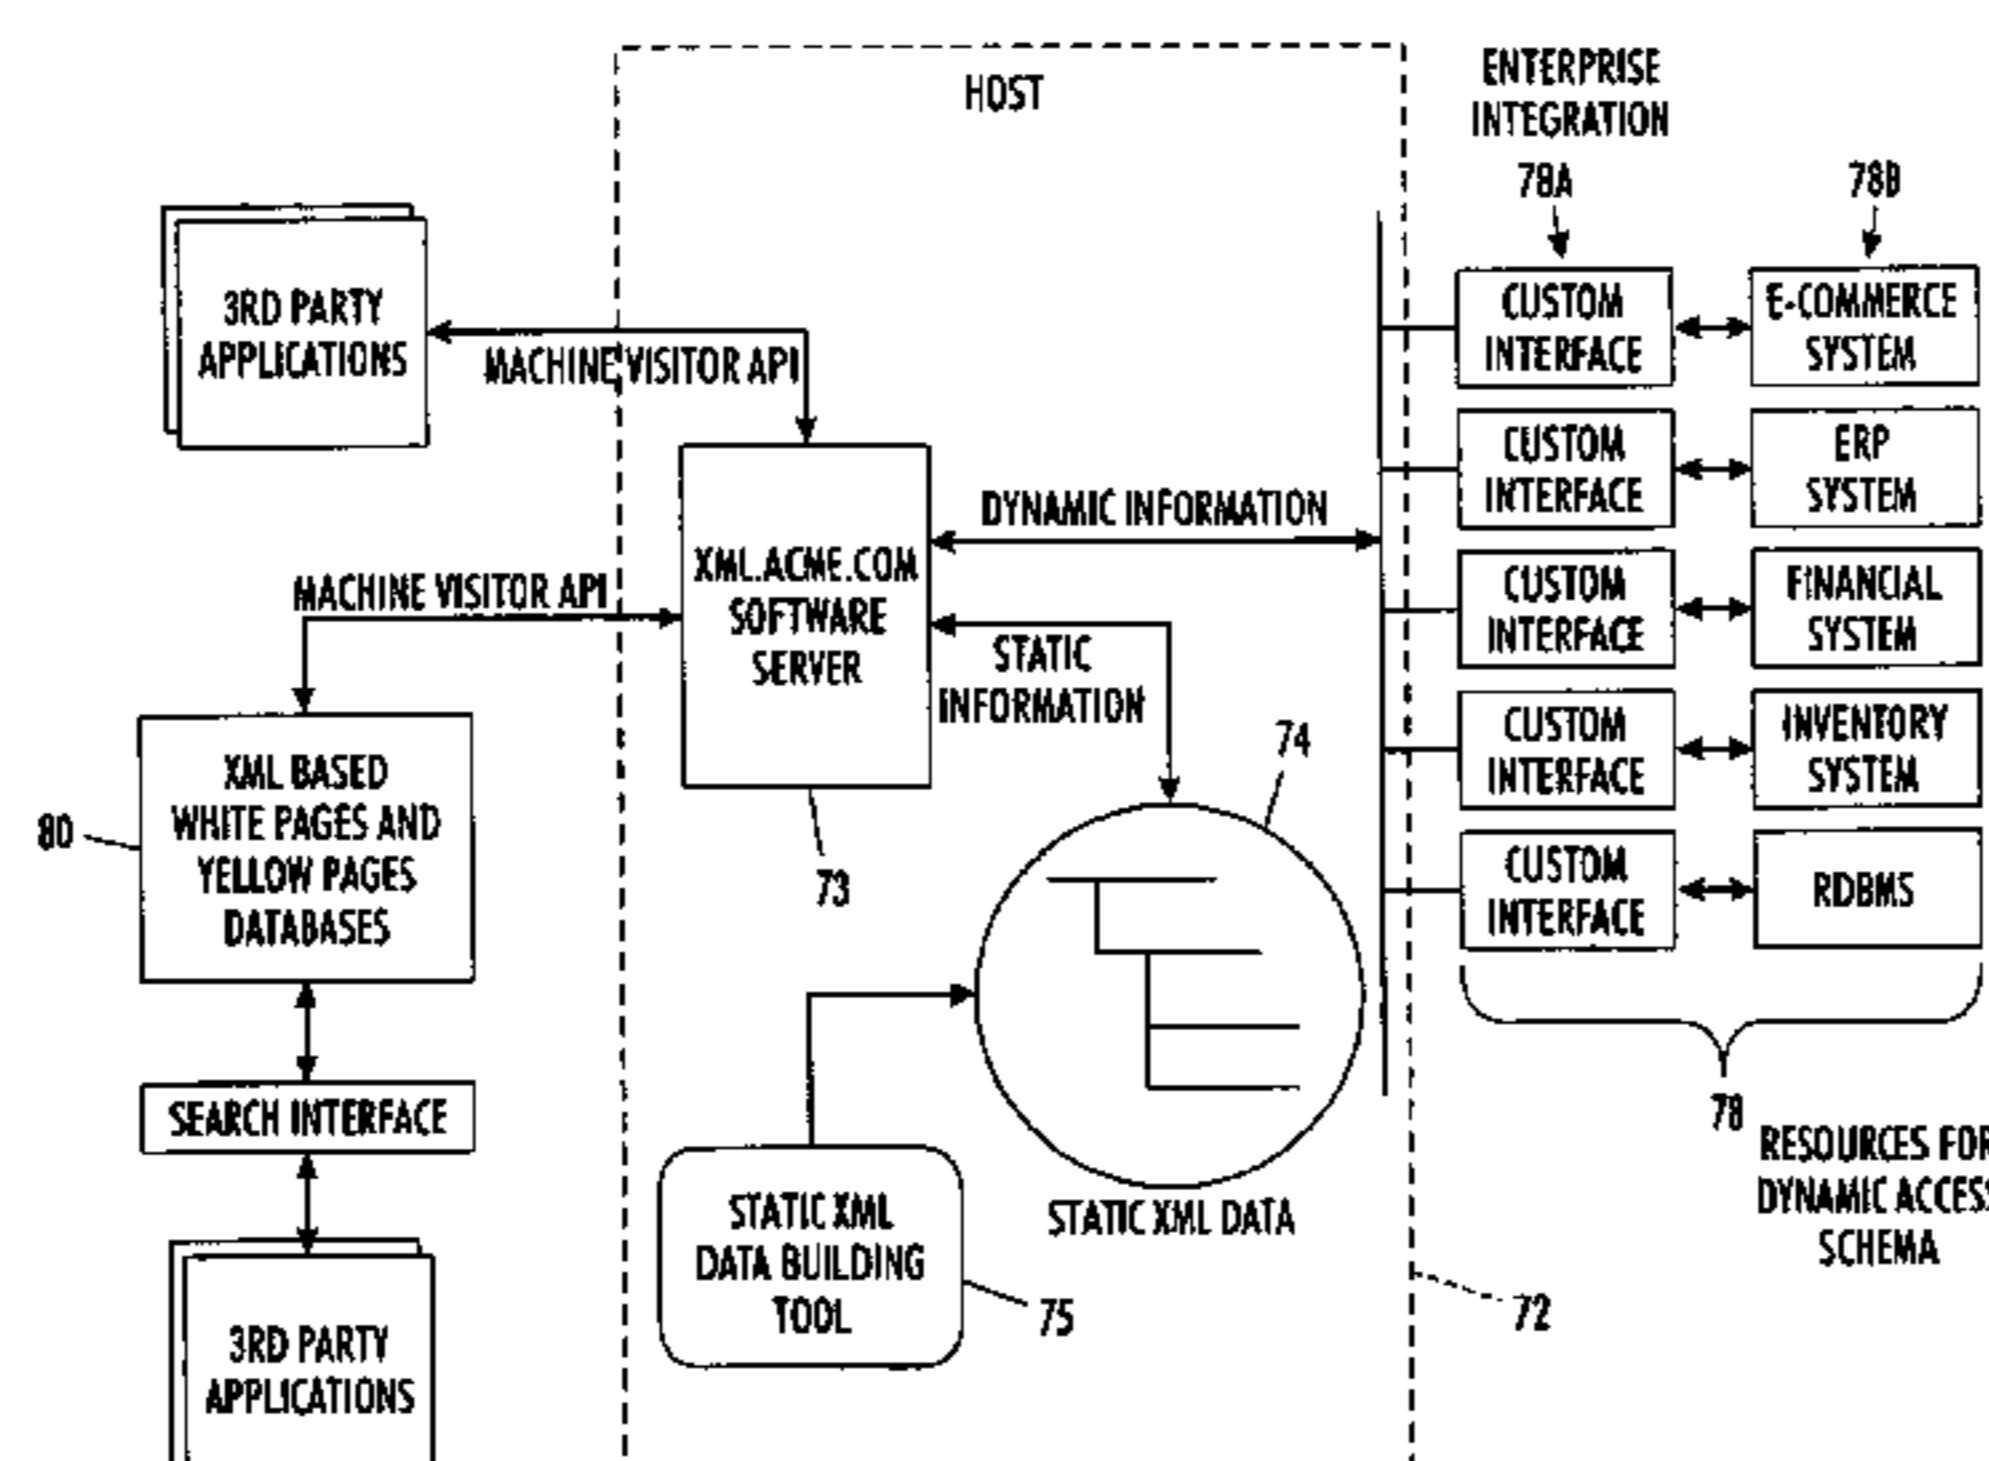 HOST
ENTERPRISE
INTEGRATION
78A
78B
3RD PARTY
APPLICATIONS
MACHINE VISITOR API
CUSTOM
INTERFACE
E-COMMERCE
SYSTEM
CUSTOM
INTERFACE
ERP
SYSTEM
DYNAMIC INFORMATION
XML.ACME.COM
SOFTWARE
SERVER
MACHINE VISITOR API
STATIC
INFORMATION
CUSTOM
INTERFACE
FINANCIAL
SYSTEM
CUSTOM
INTERFACE
INVENTORY
SYSTEM
74
80
XML BASED
WHITE PAGES AND
YELLOW PAGES
DATABASES
73
CUSTOM
INTERFACE
RDBMS
SEARCH INTERFACE
78
RESOURCES FOR
DYNAMIC ACCESS
SCHEMA
STATIC XML
DATA BUILDING
TOOL
STATIC XML DATA
75
72
3RD PARTY
APPLICATIONS